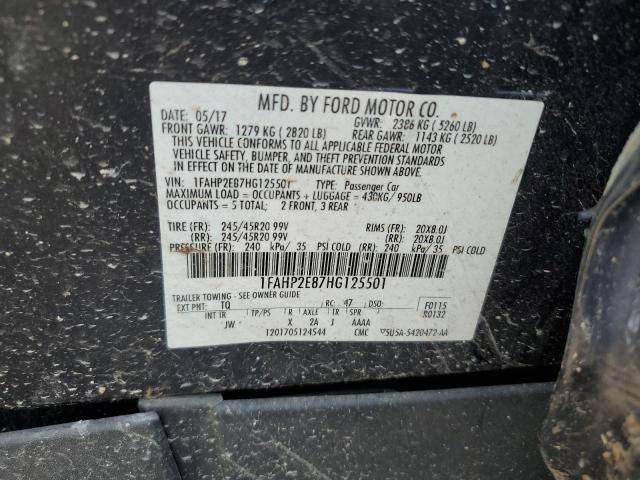 MFD. BY FORD MOTOR CO.
DATE: 05/17 GVWR: 2386 KG ( 5260 LB)
FRONT GAWR: 1279 KG ( 2820 LB) REAR GAWR: 1143 KG ( 2520 LB)
THIS VEHICLE CONFORMS TO ALL APPLICABLE FEDERAL MOTOR
VEHICLE SAFETY, BUMPER, AND THEFT PREVENTION STANDARDS
IN EFFECT ON THE DATE OF MANUFACTURE SHOWN ABOVE.
VIN: 1FAHP2E87HG125501 TYPE: Passenger Car
MAXIMUM LOAD = OCCUPANTS + LUGGAGE = 430KG/ 950LB
OCCUPANTS = 5 TOTAL; 2 FRONT, 3 REAR
TIRE (FR): 245/45R20 99V RIMS (FR): 20X8.0J
(RR): 245/45R20 99V (RR): 20X8.0J
PRESSURE (FR): 240 kPa/ 35 PSI COLD (RR): 240 kPa/ 35 PSI COLD
1FAHP2E87HG125501
TRAILER TOWING - SEE OWNER GUIDE
EXT PNT: TQ RC: 47 DSO: F0115
INT TR TP/PS R AXLE TR SPR R0132
JW X 2A J AAAA
1201705124544 CMC ▽5USA-5420472-AA